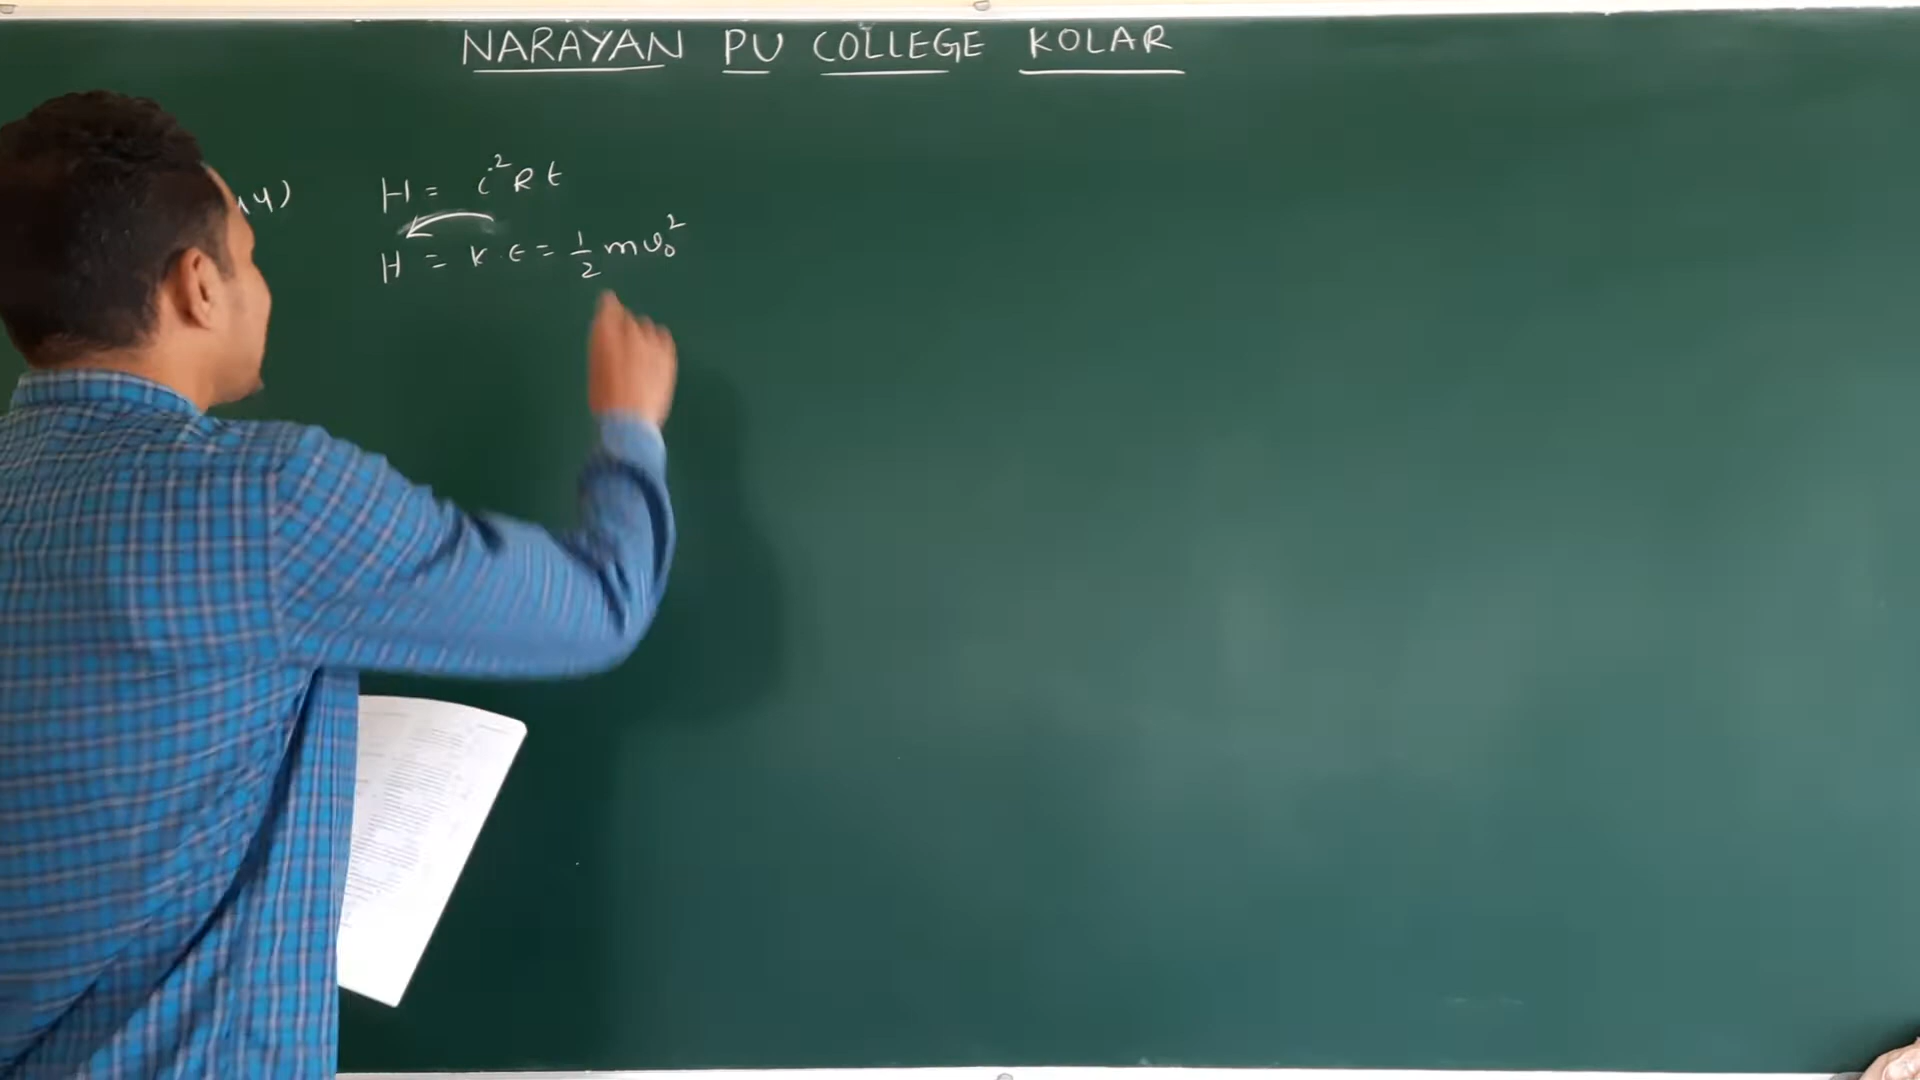 NARAYAN PU COLLEGE KOLAR
H = i²Rt
H = K.E = 1/2 mv₀²